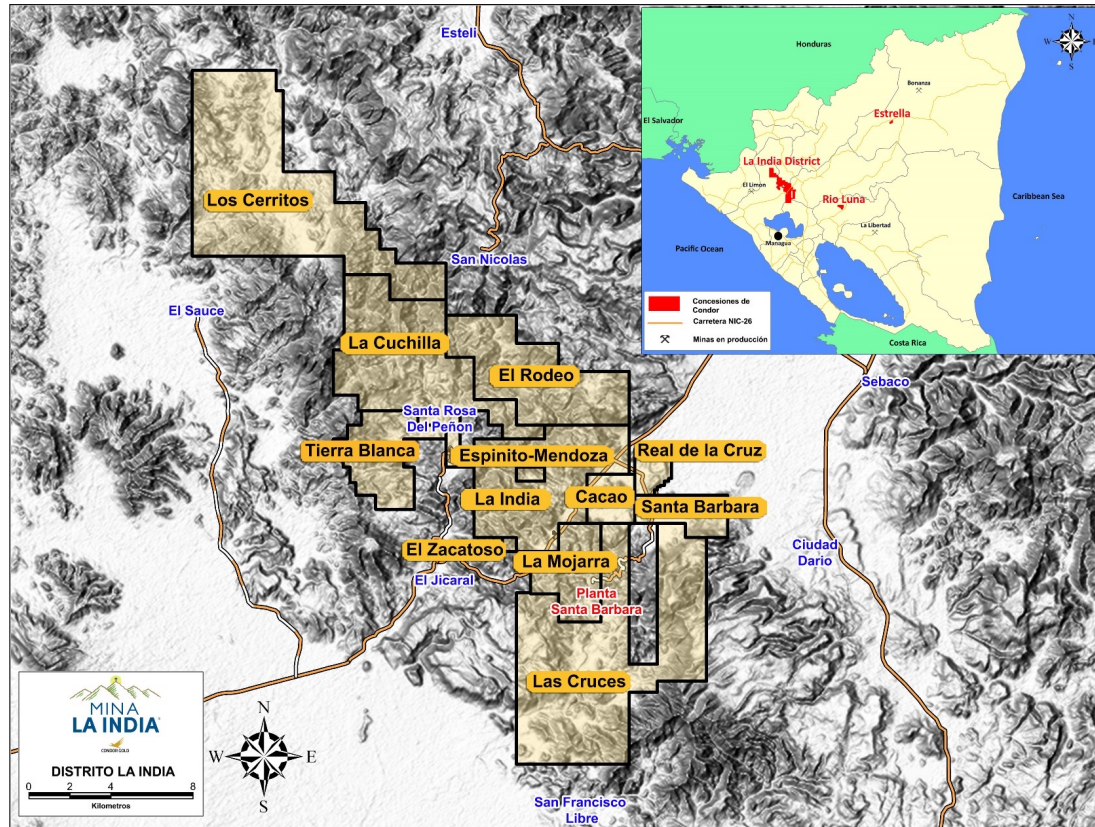 Esteli
Los Cerritos
San Nicolas
El Sauce
La Cuchilla
El Rodeo
Sebaco
Santa Rosa
Del Peñon
Tierra Blanca
Espinito-Mendoza
Real de la Cruz
La India
Cacao
Santa Barbara
El Zacatoso
La Mojarra
Ciudad
Dario
El Jicaral
Planta
Santa Barbara
Las Cruces
San Francisco
Libre
N
W E
S
MINA
LA INDIA
CONDOR GOLD
DISTRITO LA INDIA
0 2 4 8
Kilometros
Honduras
N
W E
S
Bonanza
Estrella
El Salvador
La India District
El Limon
Rio Luna
Caribbean Sea
La Libertad
Managua
Pacific Ocean
Costa Rica
Concesiones de
Condor
Carretera NIC-26
Minas en producción